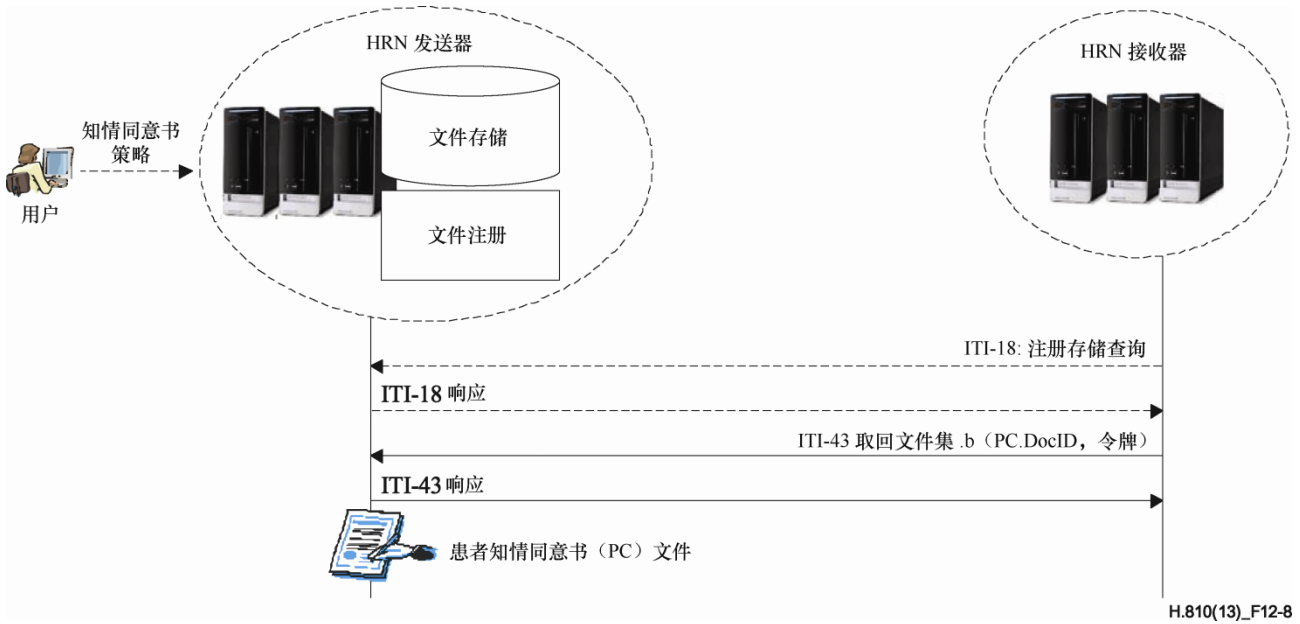 HRN 发送器
HRN 接收器
文件存储
知情同意书
策略
用户
文件注册
ITI-18: 注册存储查询
ITI-18 响应
ITI-43 取回文件集 .b（PC.DocID，令牌）
ITI-43 响应
患者知情同意书（PC）文件
H.810(13)_F12-8